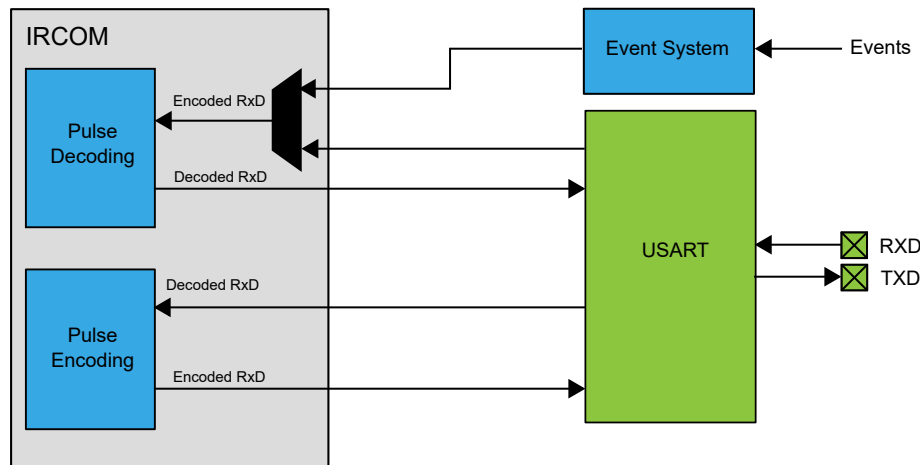 IRCOM
Event System
Events
Encoded RxD
Pulse
Decoding
Decoded RxD
USART
RXD
TXD
Decoded RxD
Pulse
Encoding
Encoded RxD